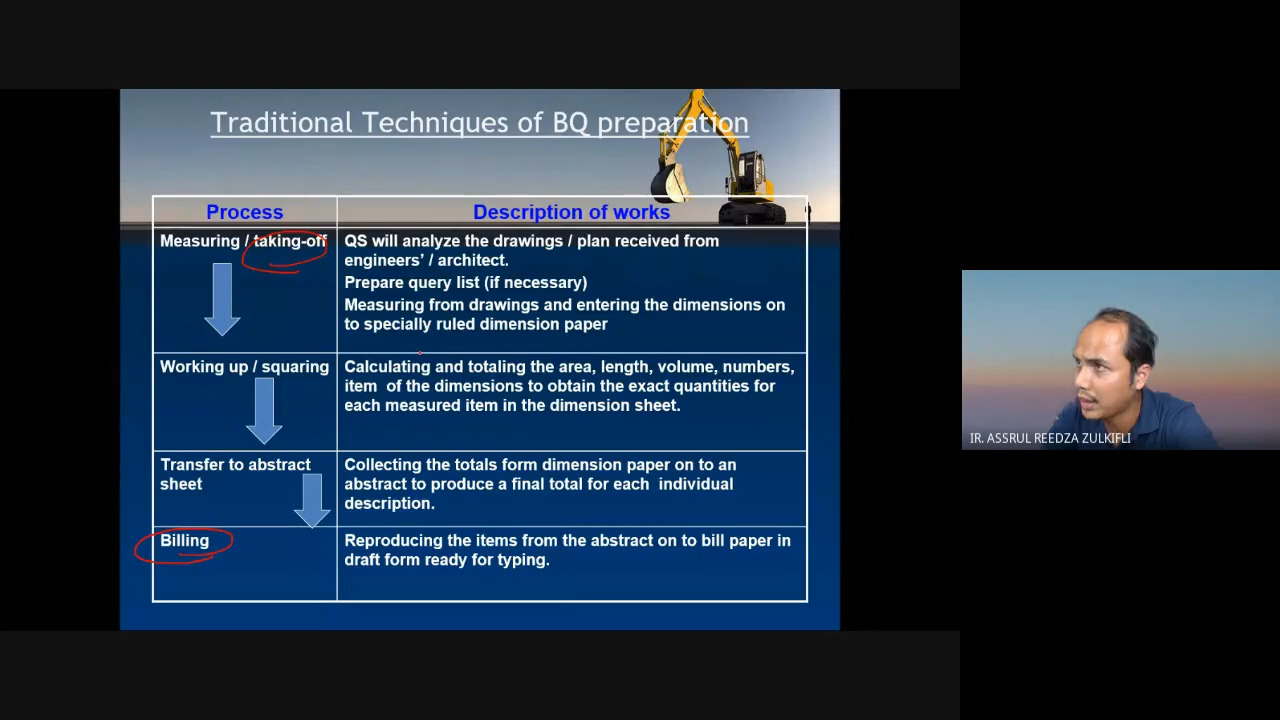 Traditional Techniques of BQ preparation
Process
Description of works
Measuring / taking-off
QS will analyze the drawings / plan received from
engineers' / architect.
Prepare query list (if necessary)
Measuring from drawings and entering the dimensions on
to specially ruled dimension paper
Working up / squaring
Calculating and totaling the area, length, volume, numbers,
item of the dimensions to obtain the exact quantities for
each measured item in the dimension sheet.
Transfer to abstract
sheet
Collecting the totals form dimension paper on to an
abstract to produce a final total for each individual
description.
Billing
Reproducing the items from the abstract on to bill paper in
draft form ready for typing.
IR. ASSRUL REEDZA ZULKIFLI